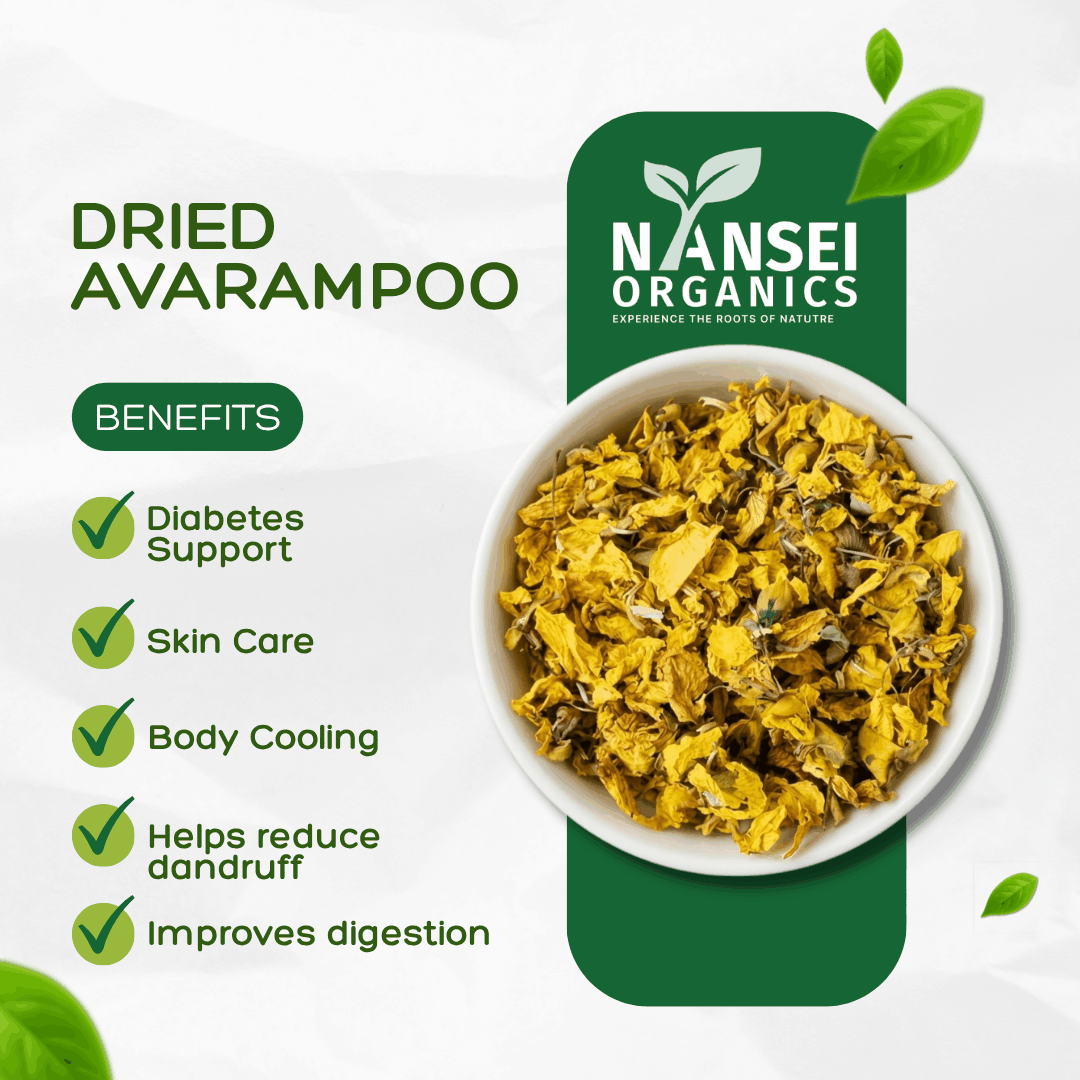 DRIED
AVARAMPOO
BENEFITS
Diabetes
Support
Skin Care
Body Cooling
Helps reduce
dandruff
Improves digestion
NANSEI
ORGANICS
EXPERIENCE THE ROOTS OF NATUTRE